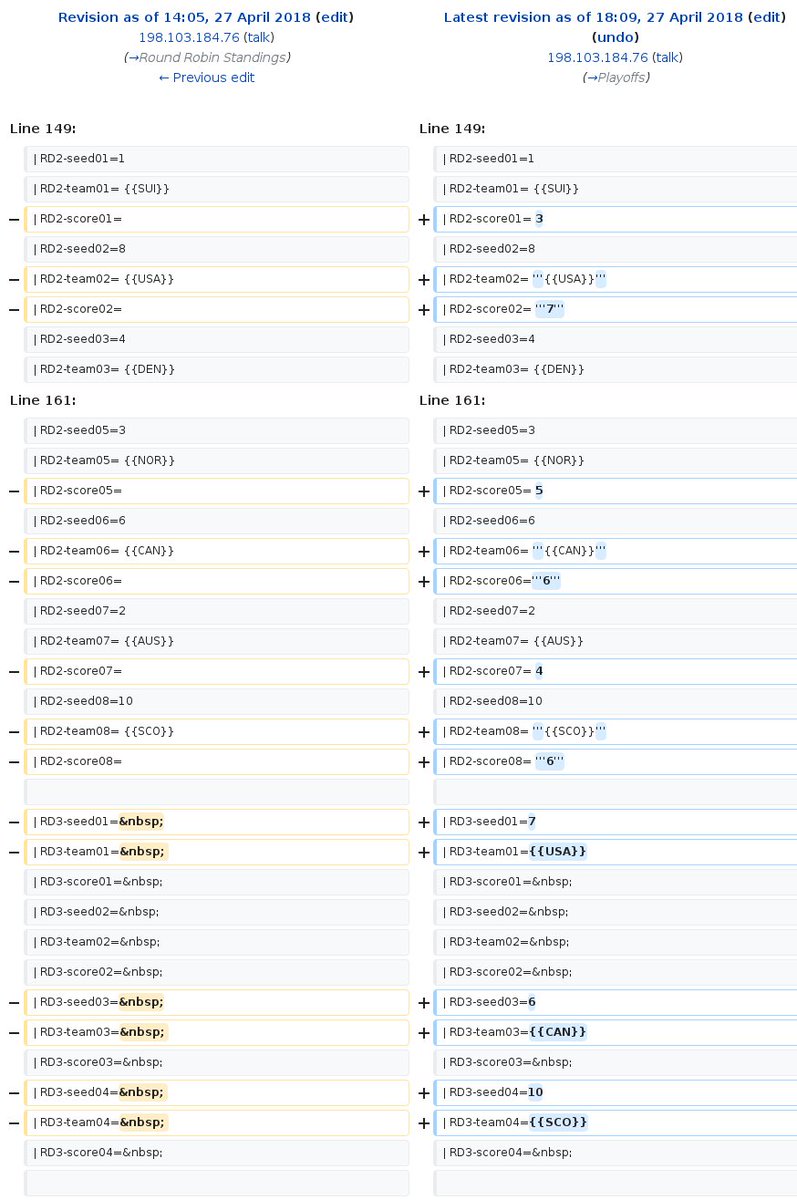 Revision as of 14:05, 27 April 2018 (edit)
198.103.184.76 (talk)
(→Round Robin Standings)
← Previous edit
Latest revision as of 18:09, 27 April 2018 (edit)
(undo)
198.103.184.76 (talk)
(→Playoffs)
Line 149:
Line 149:
| RD2-seed01=1
| RD2-seed01=1
| RD2-team01= {{SUI}}
| RD2-team01= {{SUI}}
− | RD2-score01=
+ | RD2-score01= 3
| RD2-seed02=8
| RD2-seed02=8
− | RD2-team02= {{USA}}
+ | RD2-team02= '''{{USA}}'''
− | RD2-score02=
+ | RD2-score02= '''7'''
| RD2-seed03=4
| RD2-seed03=4
| RD2-team03= {{DEN}}
| RD2-team03= {{DEN}}
Line 161:
Line 161:
| RD2-seed05=3
| RD2-seed05=3
| RD2-team05= {{NOR}}
| RD2-team05= {{NOR}}
− | RD2-score05=
+ | RD2-score05= 5
| RD2-seed06=6
| RD2-seed06=6
− | RD2-team06= {{CAN}}
+ | RD2-team06= '''{{CAN}}'''
− | RD2-score06=
+ | RD2-score06='''6'''
| RD2-seed07=2
| RD2-seed07=2
| RD2-team07= {{AUS}}
| RD2-team07= {{AUS}}
− | RD2-score07=
+ | RD2-score07= 4
| RD2-seed08=10
| RD2-seed08=10
− | RD2-team08= {{SCO}}
+ | RD2-team08= '''{{SCO}}'''
− | RD2-score08=
+ | RD2-score08= '''6'''
− | RD3-seed01=&nbsp;
+ | RD3-seed01=7
− | RD3-team01=&nbsp;
+ | RD3-team01={{USA}}
| RD3-score01=&nbsp;
| RD3-score01=&nbsp;
| RD3-seed02=&nbsp;
| RD3-seed02=&nbsp;
| RD3-team02=&nbsp;
| RD3-team02=&nbsp;
| RD3-score02=&nbsp;
| RD3-score02=&nbsp;
− | RD3-seed03=&nbsp;
+ | RD3-seed03=6
− | RD3-team03=&nbsp;
+ | RD3-team03={{CAN}}
| RD3-score03=&nbsp;
| RD3-score03=&nbsp;
− | RD3-seed04=&nbsp;
+ | RD3-seed04=10
− | RD3-team04=&nbsp;
+ | RD3-team04={{SCO}}
| RD3-score04=&nbsp;
| RD3-score04=&nbsp;